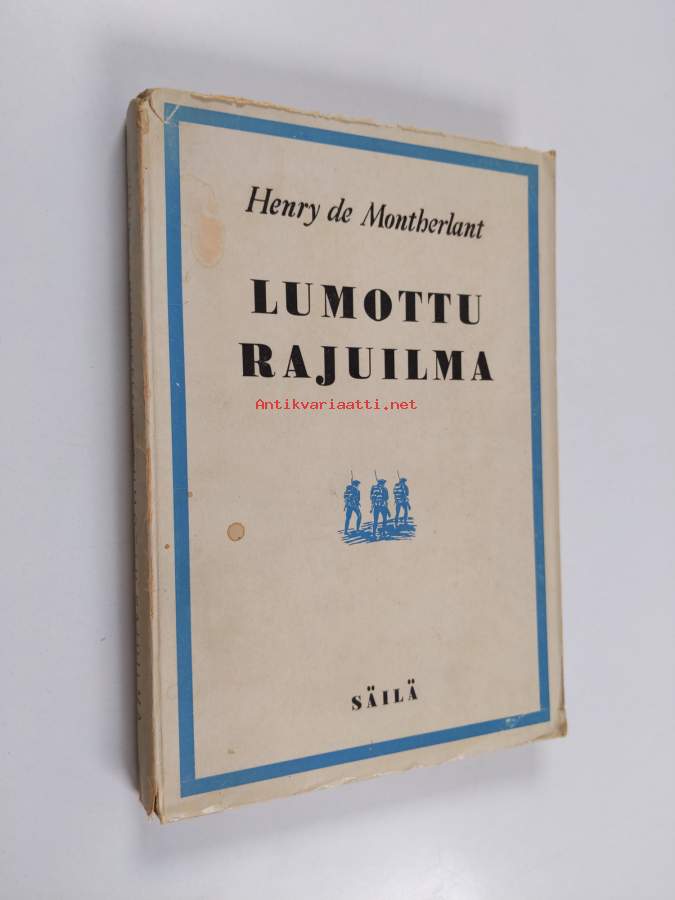 Henry de Montherlant
LUMOTTU
RAJUILMA
Antikvariaatti.net
SÄILÄ